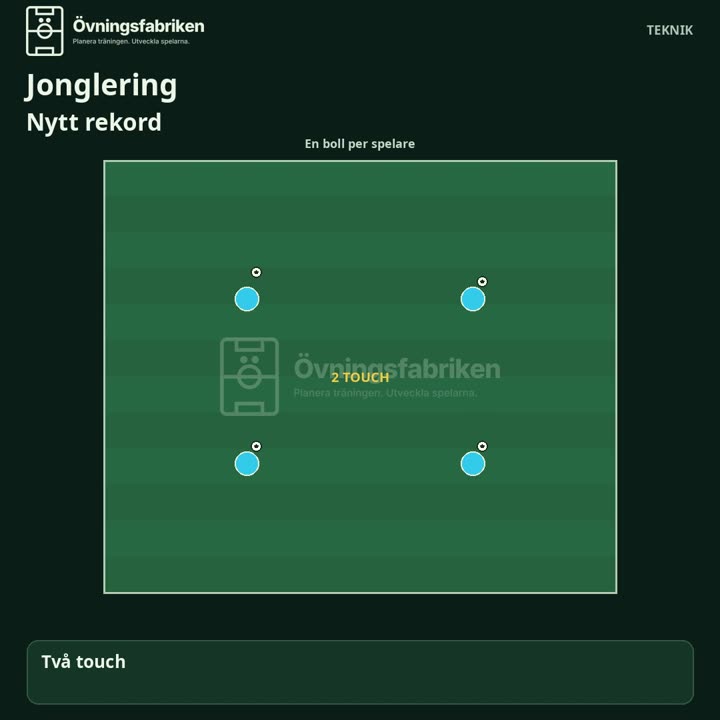 Övningsfabriken
Planera träningen. Utveckla spelarna.
TEKNIK
Jonglering
Nytt rekord
En boll per spelare
Övningsfabriken
2 TOUCH
Planera träningen. Utveckla spelarna.
Två touch